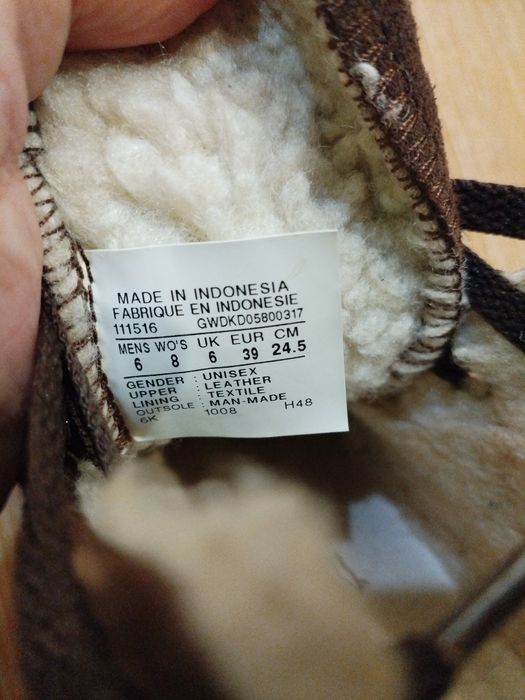 MADE IN INDONESIA
FABRIQUE EN INDONESIE
111516 GWDKD05800317
MENS WO'S UK EUR CM
6 8 6 39 24.5
GENDER : UNISEX
UPPER : LEATHER
LINING : TEXTILE
OUTSOLE : MAN-MADE
6K 1008 H48